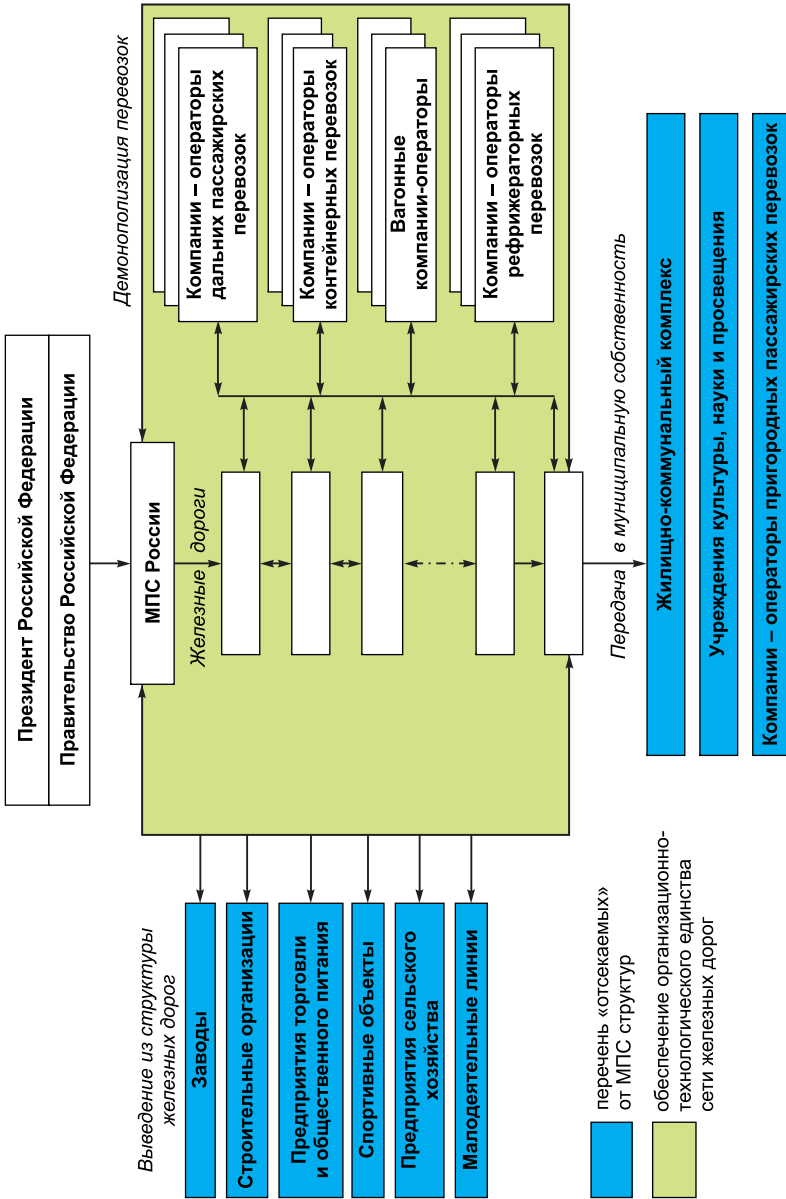 Президент Российской Федерации
Правительство Российской Федерации
МПС России
Выведение из структуры
железных дорог
Железные дороги
Демонополизация перевозок
Заводы
Строительные организации
Предприятия торговли
и общественного питания
Спортивные объекты
Предприятия сельского
хозяйства
Малодеятельные линии
Компании – операторы
дальних пассажирских
перевозок
Компании – операторы
контейнерных перевозок
Вагонные
компании-операторы
Компании – операторы
рефрижераторных
перевозок
Передача в муниципальную собственность
Жилищно-коммунальный комплекс
Учреждения культуры, науки и просвещения
Компании – операторы пригородных пассажирских перевозок
перечень «отсекаемых»
от МПС структур
обеспечение организационно-
технологического единства
сети железных дорог